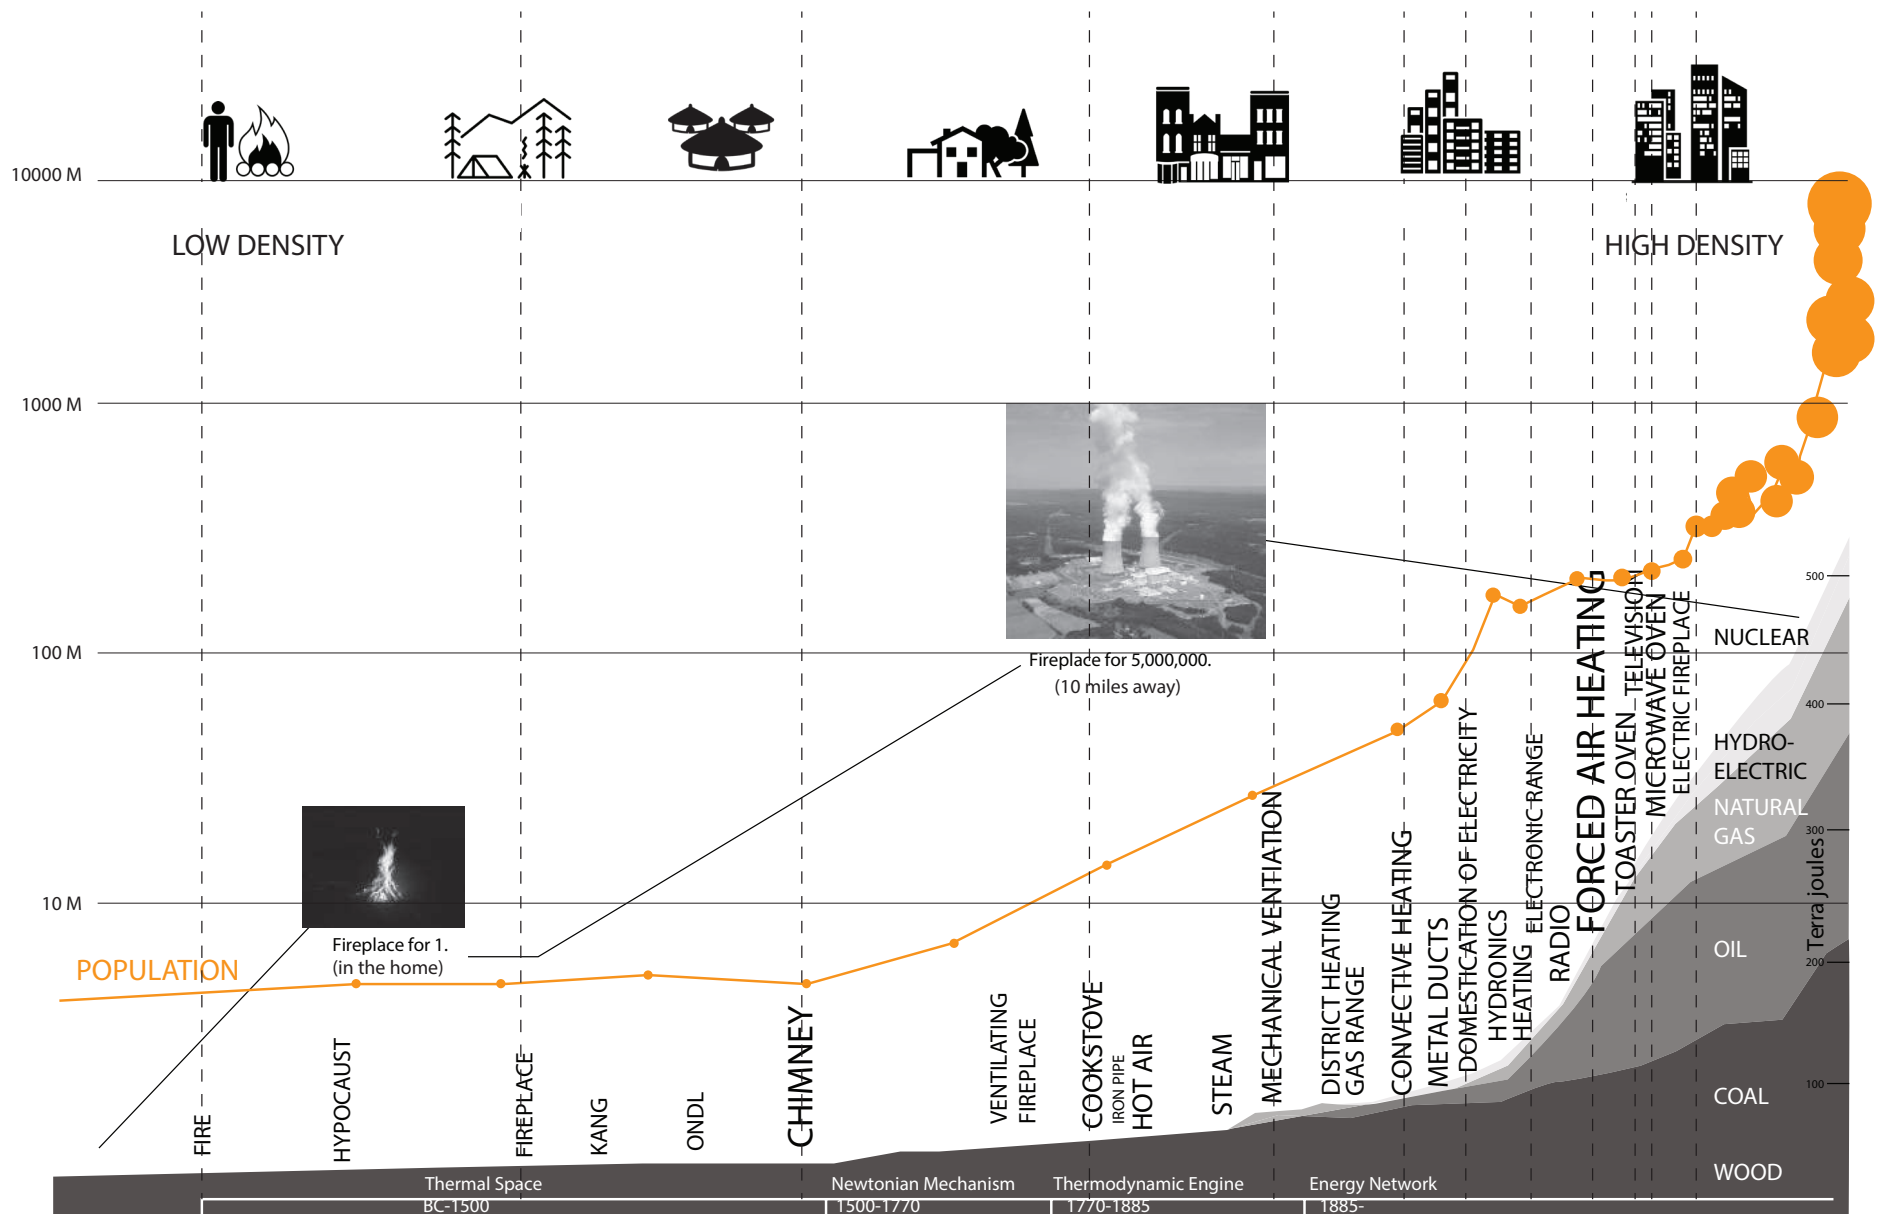 10000 M
LOW DENSITY
HIGH DENSITY
1000 M
100 M
10 M
Fireplace for 5,000,000.
(10 miles away)
Fireplace for 1.
(in the home)
POPULATION
FIRE
HYPOCAUST
FIREPLACE
KANG
ONDL
CHIMNEY
VENTILATING
FIREPLACE
COOKSTOVE
IRON PIPE
HOT AIR
STEAM
MECHANICAL VENTIATION
DISTRICT HEATING
GAS RANGE
CONVECTIVE HEATING
METAL DUCTS
DOMESTICATION OF ELECTRICITY
HYDRONICS
HEATING
ELECTRONIC RANGE
RADIO
FORCED AIR HEATING
TOASTER OVEN
TELEVISION
MICROWAVE OVEN
ELECTRIC FIREPLACE
NUCLEAR
HYDRO-
ELECTRIC
NATURAL
GAS
OIL
COAL
WOOD
500
400
300
200
100
Terra joules
Thermal Space
Newtonian Mechanism
Thermodynamic Engine
Energy Network
BC-1500
1500-1770
1770-1885
1885-